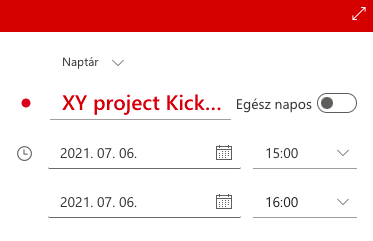 Naptár
XY project Kick... Egész napos
2021. 07. 06. 15:00
2021. 07. 06. 16:00